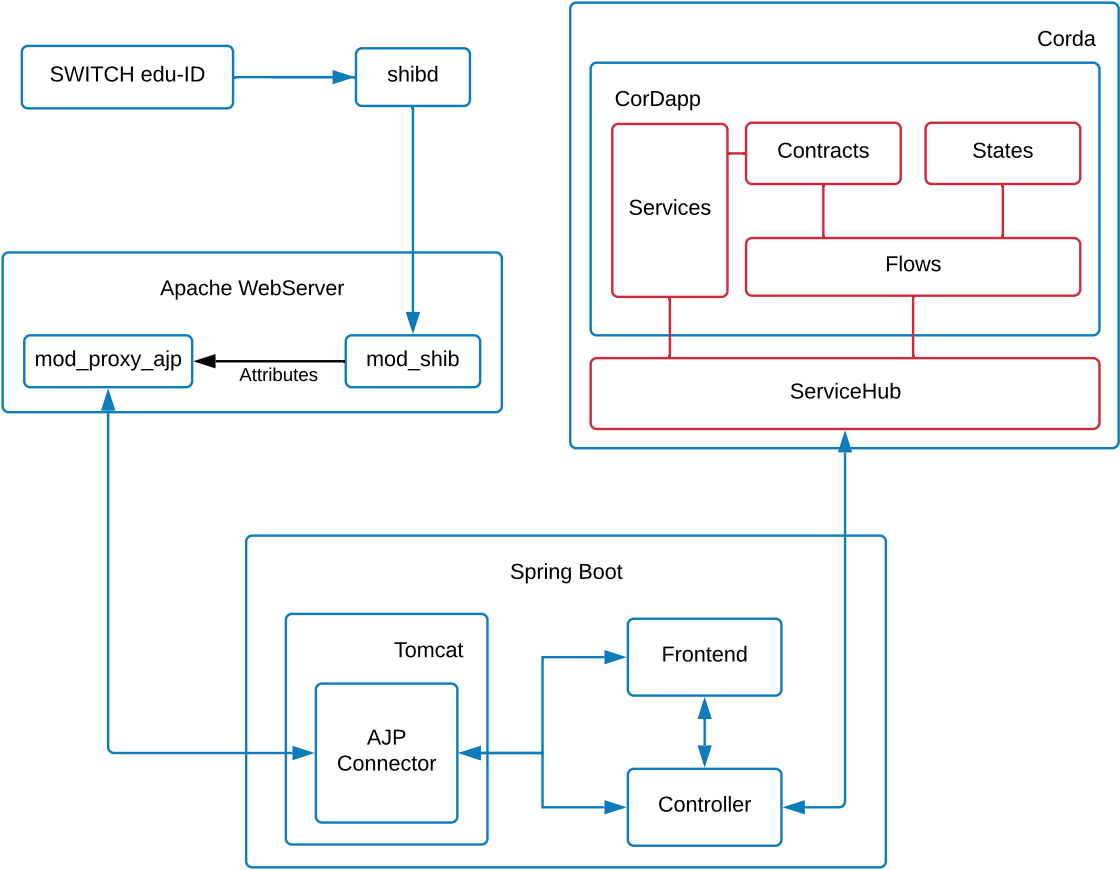 SWITCH edu-ID
shibd
Corda
CorDapp
Services
Contracts
States
Flows
ServiceHub
Apache WebServer
mod_proxy_ajp
Attributes
mod_shib
Spring Boot
Tomcat
AJP
Connector
Frontend
Controller